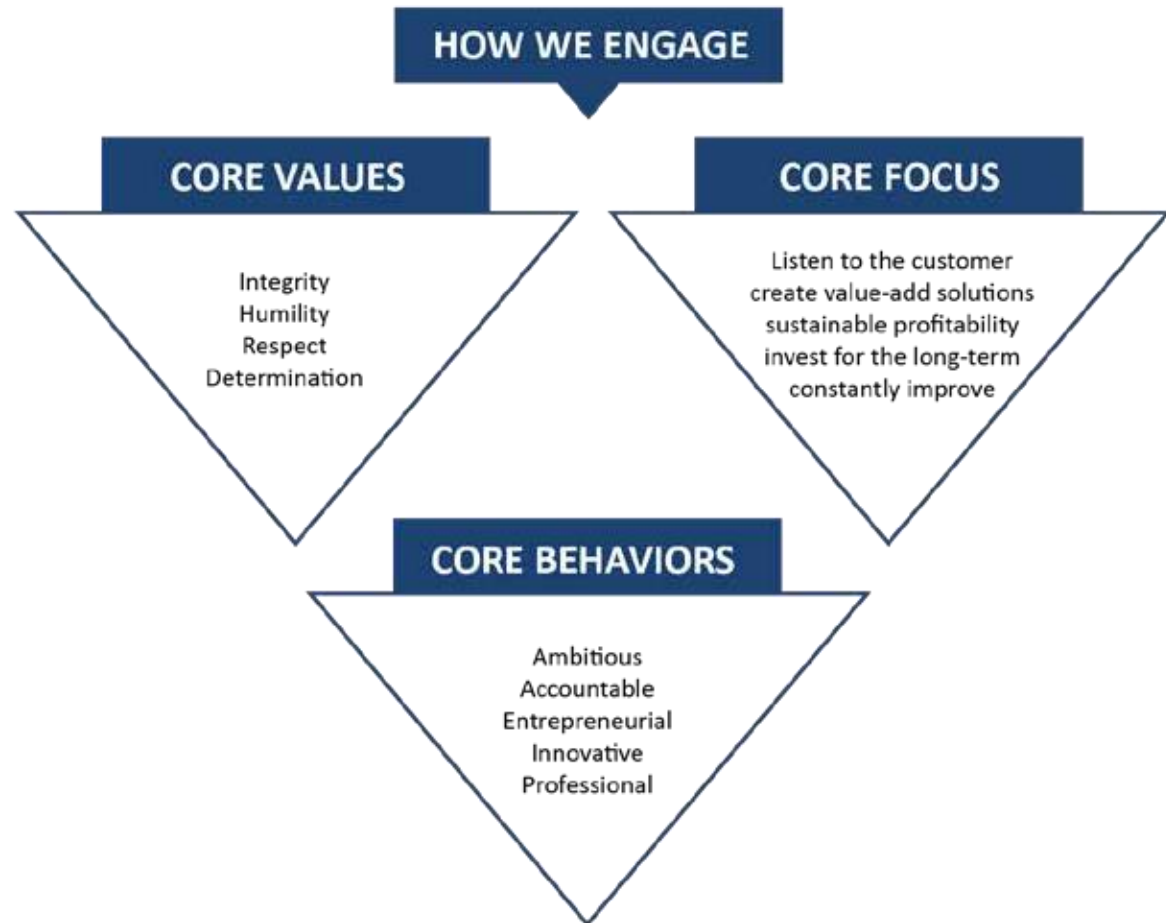 HOW WE ENGAGE
CORE VALUES
Integrity
Humility
Respect
Determination
CORE FOCUS
Listen to the customer
create value-add solutions
sustainable profitability
invest for the long-term
constantly improve
CORE BEHAVIORS
Ambitious
Accountable
Entrepreneurial
Innovative
Professional